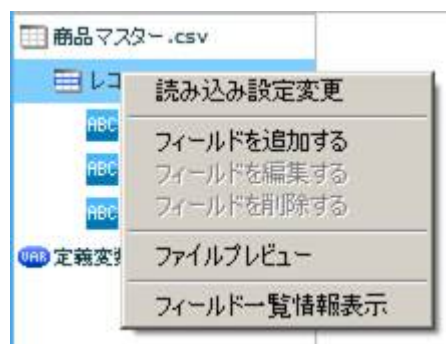 商品マスター.csv
レコ
読み込み設定変更
ABC
フィールドを追加する
ABC
フィールドを編集する
ABC
フィールドを削除する
VAR 定義変
ファイルプレビュー
フィールド一覧情報表示